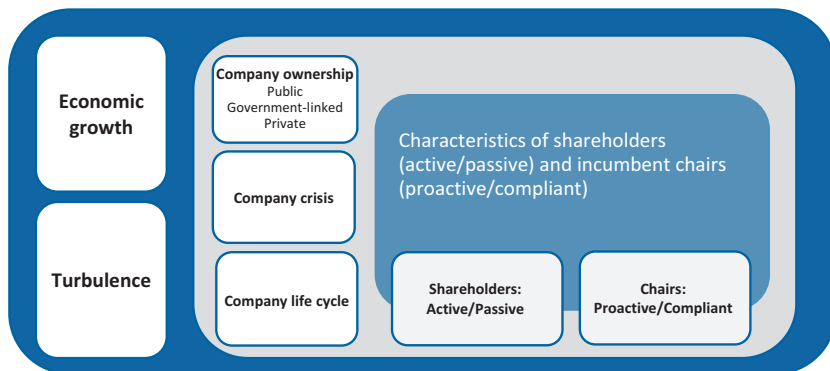 Economic
growth
Turbulence
Company ownership
Public
Government-linked
Private
Company crisis
Company life cycle
Characteristics of shareholders
(active/passive) and incumbent chairs
(proactive/compliant)
Shareholders:
Active/Passive
Chairs:
Proactive/Compliant